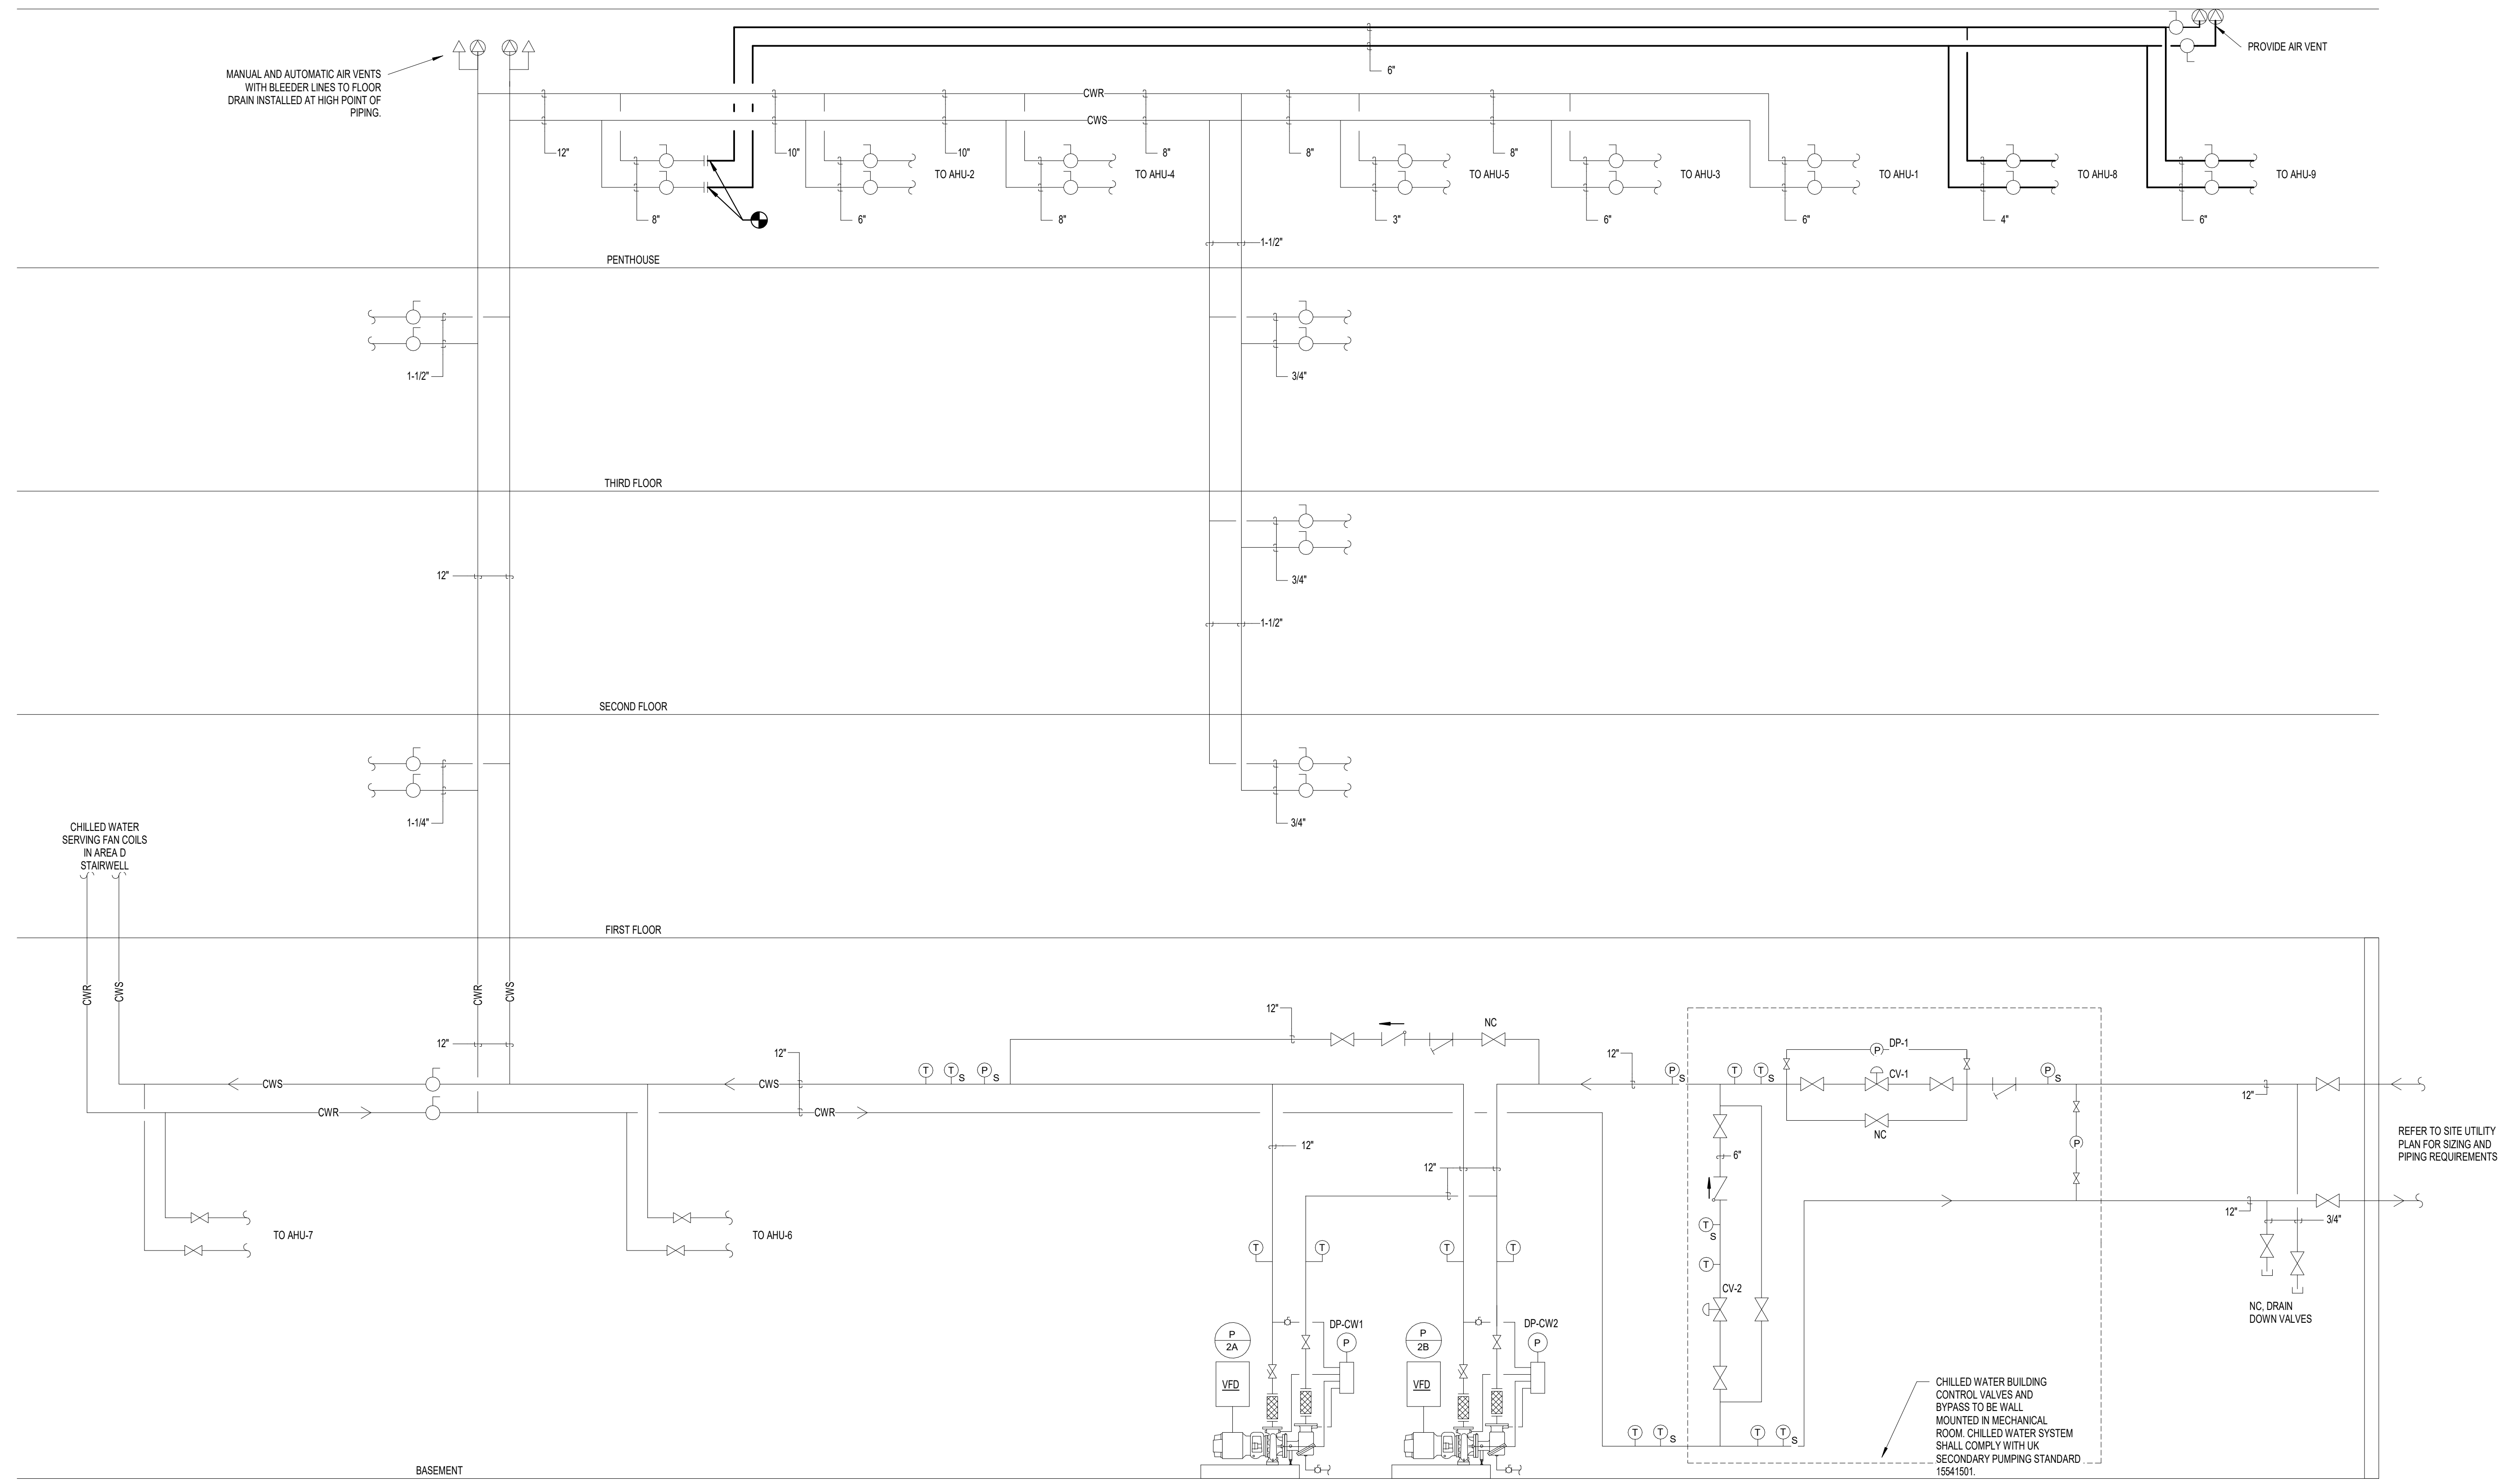 PROVIDE AIR VENT
MANUAL AND AUTOMATIC AIR VENTS
WITH BLEEDER LINES TO FLOOR
DRAIN INSTALLED AT HIGH POINT OF
PIPING.
6"
CWR
CWS
12"
10"
10"
8"
8"
8"
TO AHU-2
TO AHU-4
TO AHU-5
TO AHU-3
TO AHU-1
TO AHU-8
TO AHU-9
8"
6"
8"
3"
6"
6"
4"
6"
1-1/2"
PENTHOUSE
1-1/2"
3/4"
THIRD FLOOR
12"
3/4"
1-1/2"
SECOND FLOOR
1-1/4"
3/4"
CHILLED WATER
SERVING FAN COILS
IN AREA D
STAIRWELL
FIRST FLOOR
CWR
CWS
CWR
CWS
12"
NC
12"
12"
12"
P
DP-1
T
T
S
P
S
P
S
T
T
S
CV-1
P
S
CWS
CWS
12"
CWR
CWR
NC
REFER TO SITE UTILITY
PLAN FOR SIZING AND
PIPING REQUIREMENTS
12"
12"
6"
P
12"
3/4"
T
S
TO AHU-7
TO AHU-6
T
T
T
T
T
CV-2
NC, DRAIN
DOWN VALVES
P
2A
DP-CW1
P
P
2B
DP-CW2
P
VFD
VFD
T
T
S
T
T
S
CHILLED WATER BUILDING
CONTROL VALVES AND
BYPASS TO BE WALL
MOUNTED IN MECHANICAL
ROOM. CHILLED WATER SYSTEM
SHALL COMPLY WITH UK
SECONDARY PUMPING STANDARD
15541501.
BASEMENT